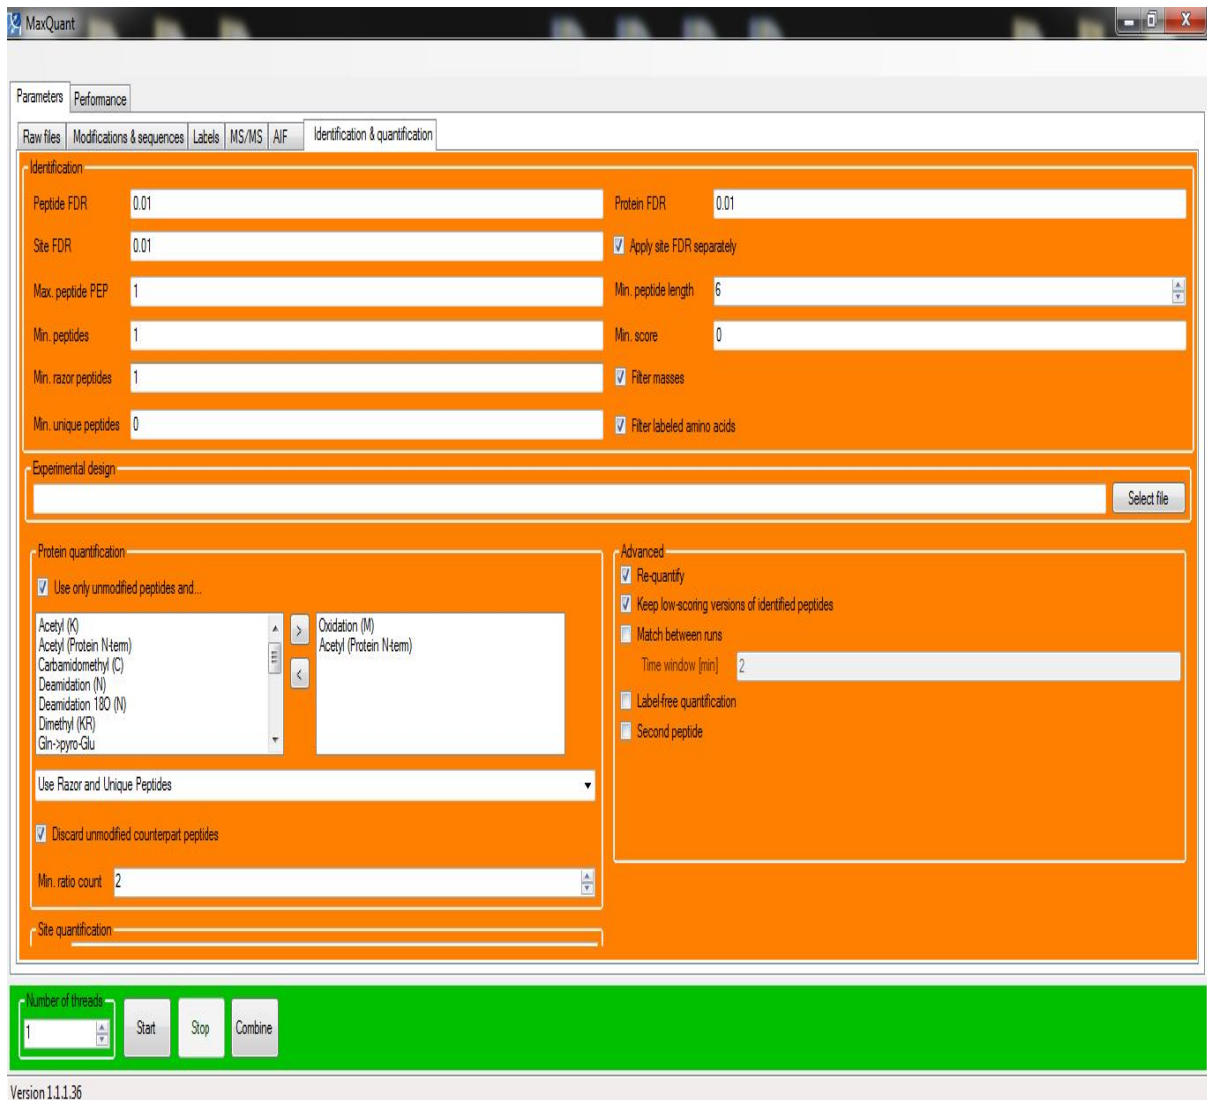 MaxQuant
Parameters Performance
Raw files Modifications & sequences Labels MS/MS AIF Identification & quantification
Identification
Peptide FDR 0.01 Protein FDR 0.01
Site FDR 0.01 Apply site FDR separately
Max. peptide PEP 1 Min. peptide length 6
Min. peptides 1 Min. score 0
Min. razor peptides 1 Filter masses
Min. unique peptides 0 Filter labeled amino acids
Experimental design
Select file
Protein quantification
Use only unmodified peptides and...
Acetyl (K)
Acetyl (Protein N-term)
Carbamidomethyl (C)
Deamidation (N)
Deamidation 18O (N)
Dimethyl (KR)
Gln->pyro-Glu
>
<
Oxidation (M)
Acetyl (Protein N-term)
Use Razor and Unique Peptides
Discard unmodified counterpart peptides
Min. ratio count 2
Site quantification
Advanced
Re-quantify
Keep low-scoring versions of identified peptides
Match between runs
Time window [min] 2
Label-free quantification
Second peptide
Number of threads
1 Start Stop Combine
Version 1.1.1.36